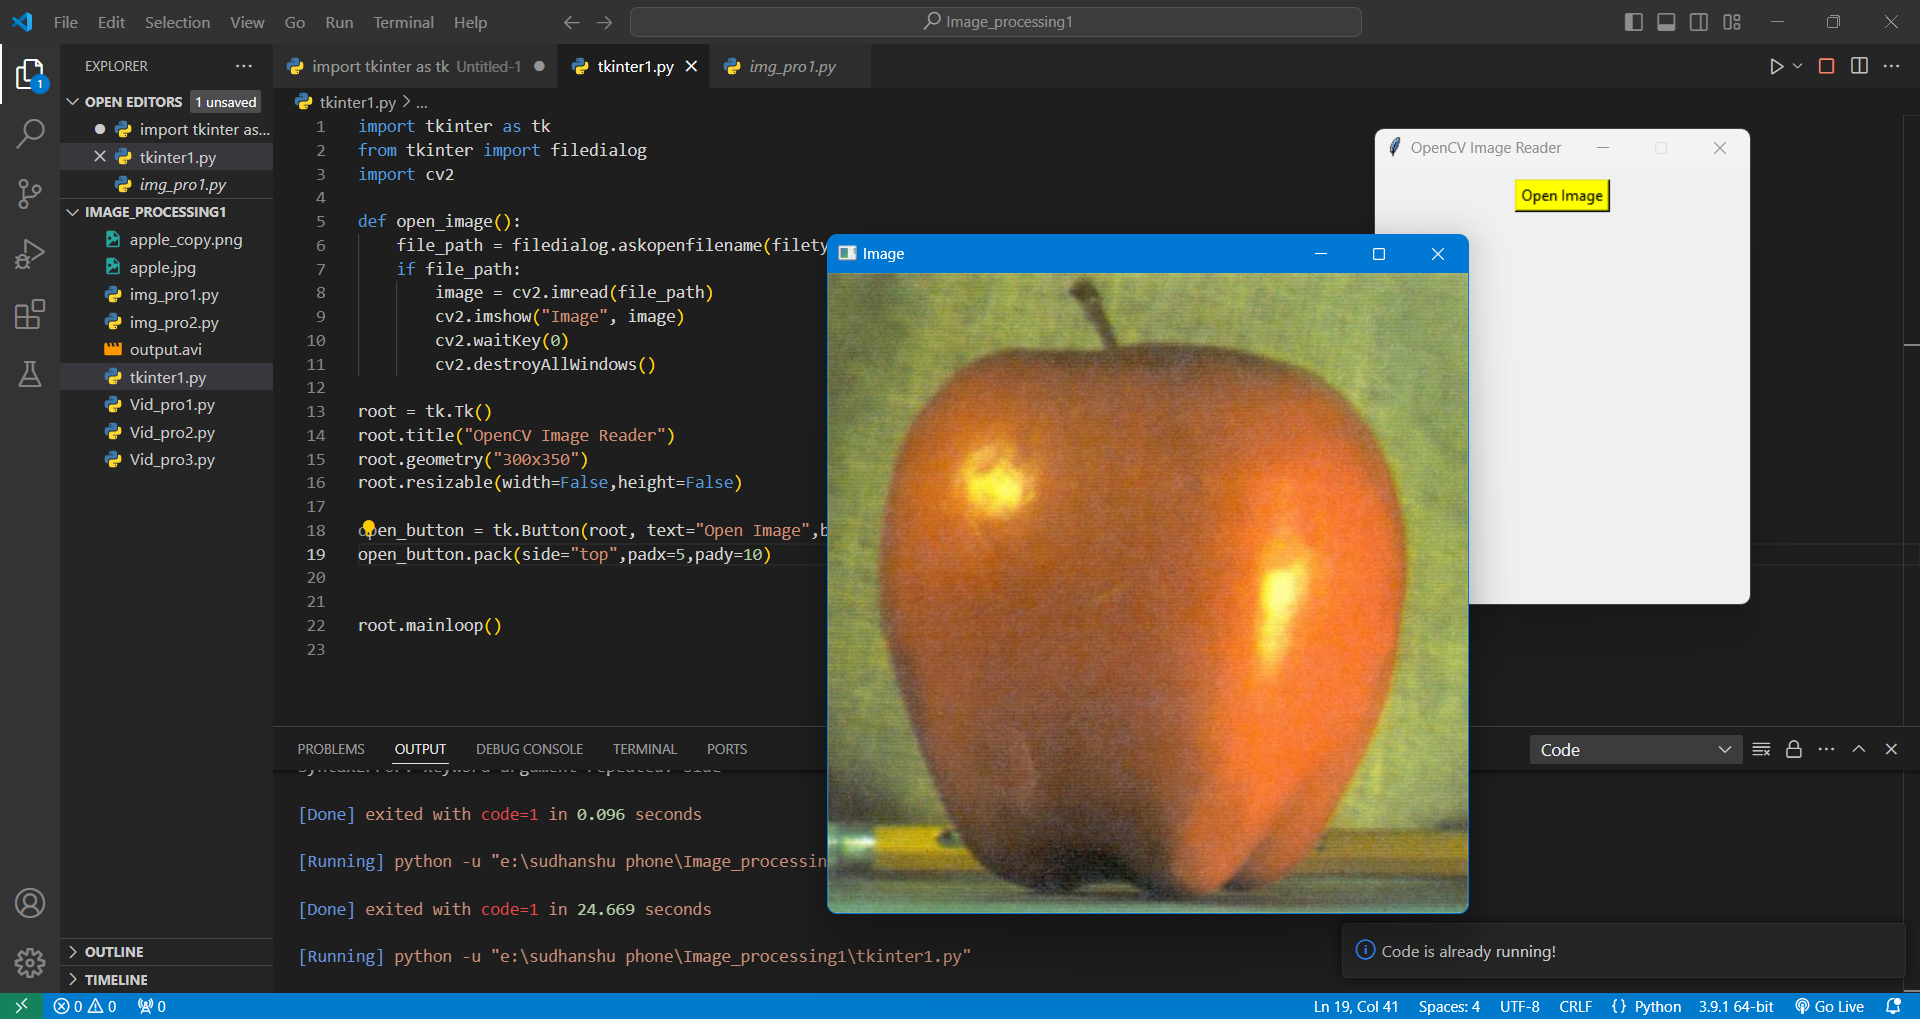 File Edit Selection View Go Run Terminal Help
Image_processing1
EXPLORER
OPEN EDITORS 1 unsaved
import tkinter as...
tkinter1.py
img_pro1.py
IMAGE_PROCESSING1
apple_copy.png
apple.jpg
img_pro1.py
img_pro2.py
output.avi
tkinter1.py
Vid_pro1.py
Vid_pro2.py
Vid_pro3.py
OUTLINE
TIMELINE
import tkinter as tk Untitled-1
tkinter1.py
img_pro1.py
tkinter1.py > ...
1 import tkinter as tk
2 from tkinter import filedialog
3 import cv2
4
5 def open_image():
6 file_path = filedialog.askopenfilename(filety
7 if file_path:
8 image = cv2.imread(file_path)
9 cv2.imshow("Image", image)
10 cv2.waitKey(0)
11 cv2.destroyAllWindows()
12
13 root = tk.Tk()
14 root.title("OpenCV Image Reader")
15 root.geometry("300x350")
16 root.resizable(width=False,height=False)
17
18 open_button = tk.Button(root, text="Open Image",b
19 open_button.pack(side="top",padx=5,pady=10)
20
21
22 root.mainloop()
23
OpenCV Image Reader
Open Image
Image
PROBLEMS OUTPUT DEBUG CONSOLE TERMINAL PORTS
Code
[Done] exited with code=1 in 0.096 seconds
[Running] python -u "e:\sudhanshu phone\Image_processin
[Done] exited with code=1 in 24.669 seconds
[Running] python -u "e:\sudhanshu phone\Image_processing1\tkinter1.py"
Code is already running!
1
0 0 0
Ln 19, Col 41 Spaces: 4 UTF-8 CRLF {} Python 3.9.1 64-bit Go Live